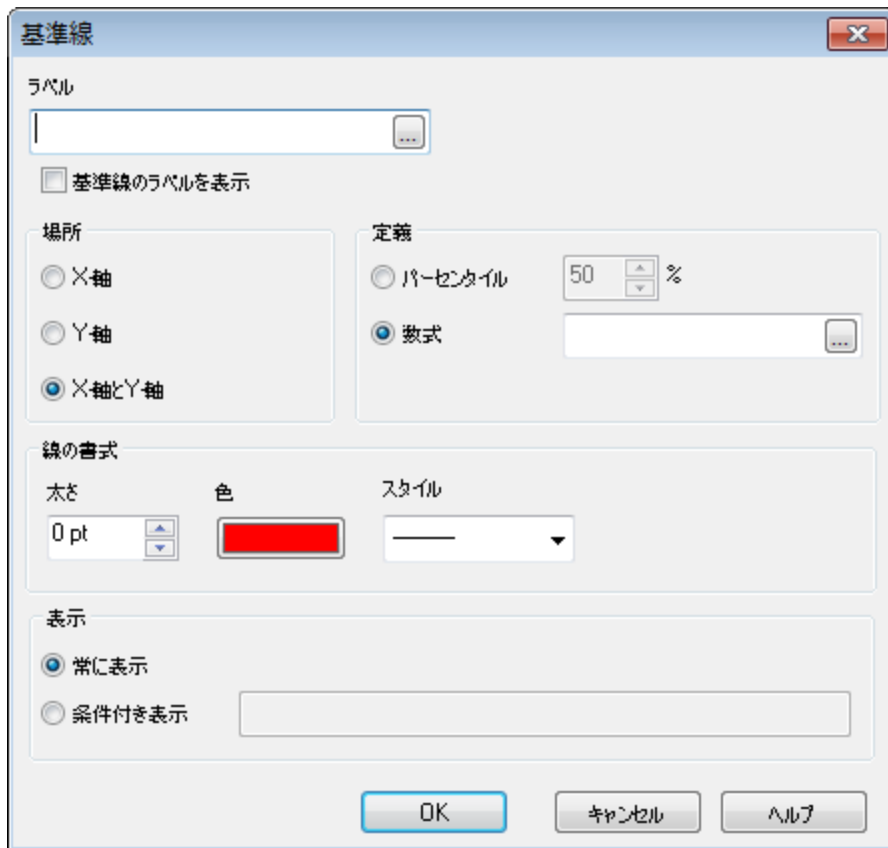 基準線
ラベル
...
基準線のラベルを表示
場所
X-軸
Y-軸
X-軸とY-軸
定義
パーセンタイル 50 %
数式 ...
線の書式
太さ 色 スタイル
0 pt
表示
常に表示
条件付き表示
OK キャンセル ヘルプ